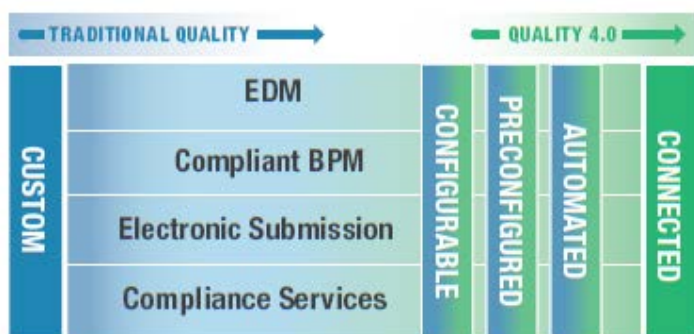 TRADITIONAL QUALITY
QUALITY 4.0
CUSTOM
EDM
Compliant BPM
Electronic Submission
Compliance Services
CONFIGURABLE
PRECONFIGURED
AUTOMATED
CONNECTED